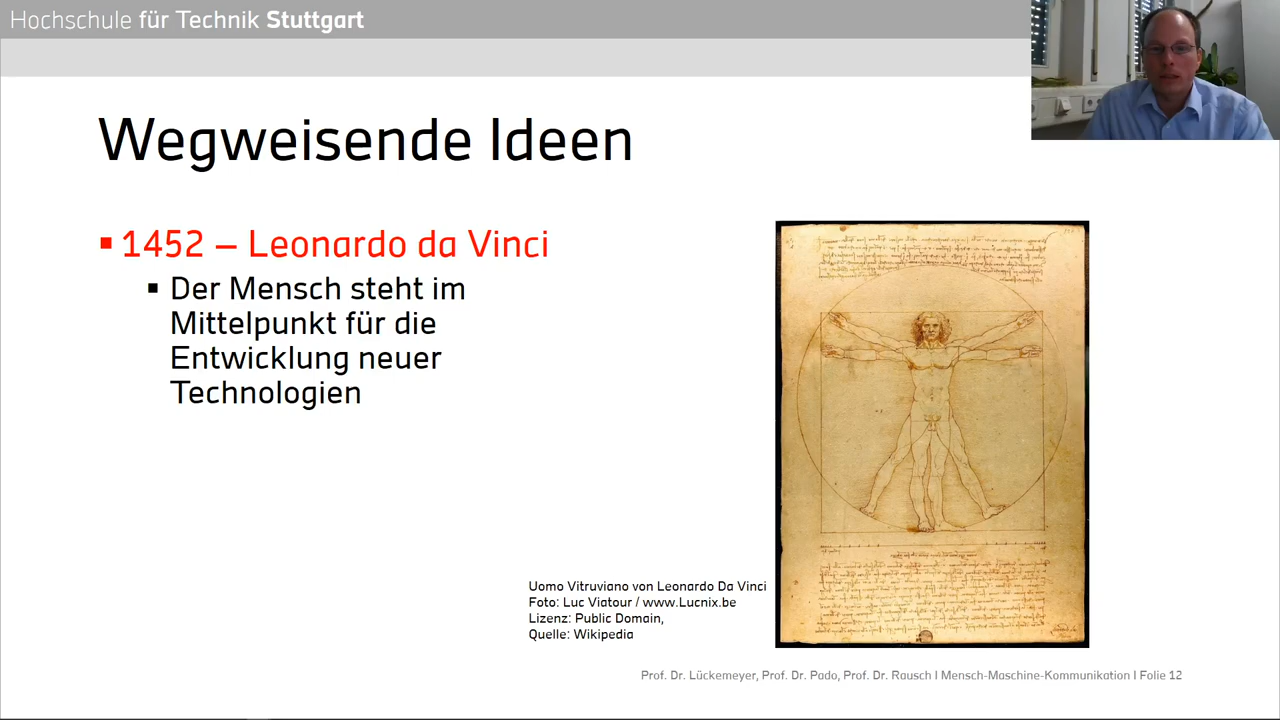 Hochschule für Technik Stuttgart
Wegweisende Ideen
1452 – Leonardo da Vinci
Der Mensch steht im
Mittelpunkt für die
Entwicklung neuer
Technologien
Uomo Vitruviano von Leonardo Da Vinci
Foto: Luc Viatour / www.Lucnix.be
Lizenz: Public Domain,
Quelle: Wikipedia
Prof. Dr. Lückemeyer, Prof. Dr. Pado, Prof. Dr. Rausch I Mensch-Maschine-Kommunikation I Folie 12